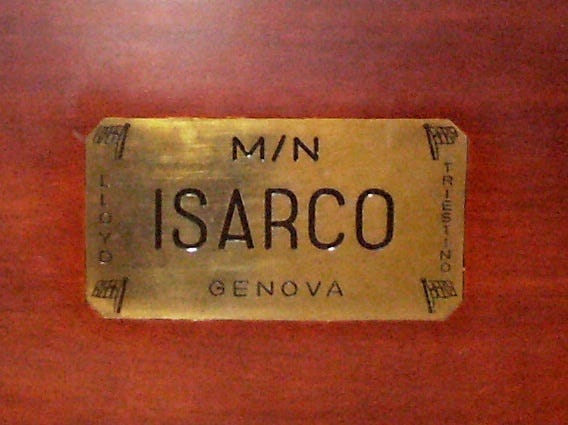 M/N
LLOYD
ISARCO
TRIESTINO
GENOVA